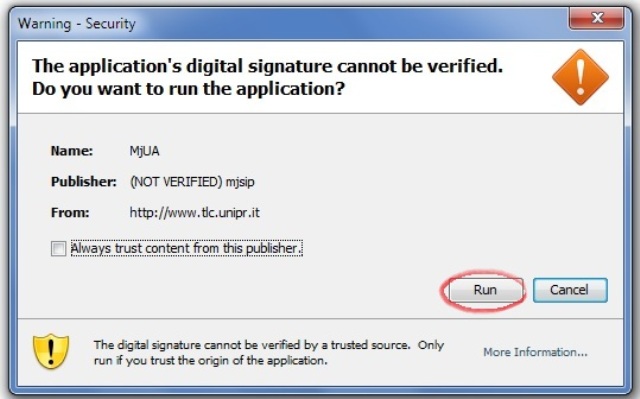 Warning - Security
The application's digital signature cannot be verified.
Do you want to run the application?
Name: MjUA
Publisher: (NOT VERIFIED) mjsip
From: http://www.tlc.unipr.it
Always trust content from this publisher.
Run Cancel
The digital signature cannot be verified by a trusted source. Only
run if you trust the origin of the application.
More Information...